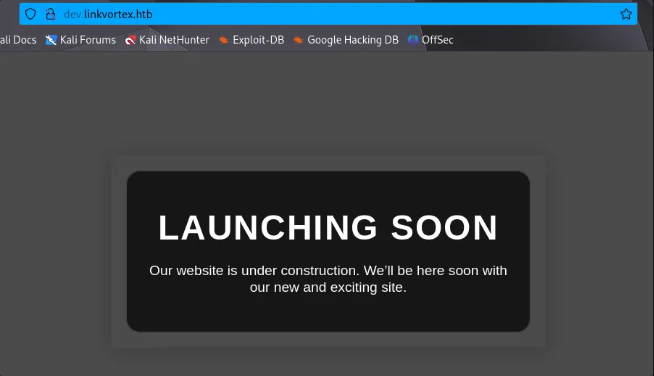 dev.linkvortex.htb
ali Docs Kali Forums Kali NetHunter Exploit-DB Google Hacking DB OffSec
LAUNCHING SOON
Our website is under construction. We'll be here soon with
our new and exciting site.